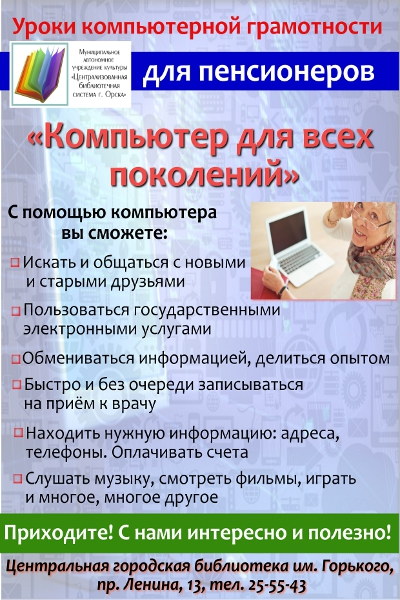 Уроки компьютерной грамотности
Муниципальное
автономное
учреждение культуры
«Централизованная
библиотечная
система г. Орска»
для пенсионеров
«Компьютер для всех
поколений»
С помощью компьютера
вы сможете:
Искать и общаться с новыми
и старыми друзьями
Пользоваться государственными
электронными услугами
Обмениваться информацией, делиться опытом
Быстро и без очереди записываться
на приём к врачу
Находить нужную информацию: адреса,
телефоны. Оплачивать счета
Слушать музыку, смотреть фильмы, играть
и многое, многое другое
Приходите! С нами интересно и полезно!
Центральная городская библиотека им. Горького,
пр. Ленина, 13, тел. 25-55-43